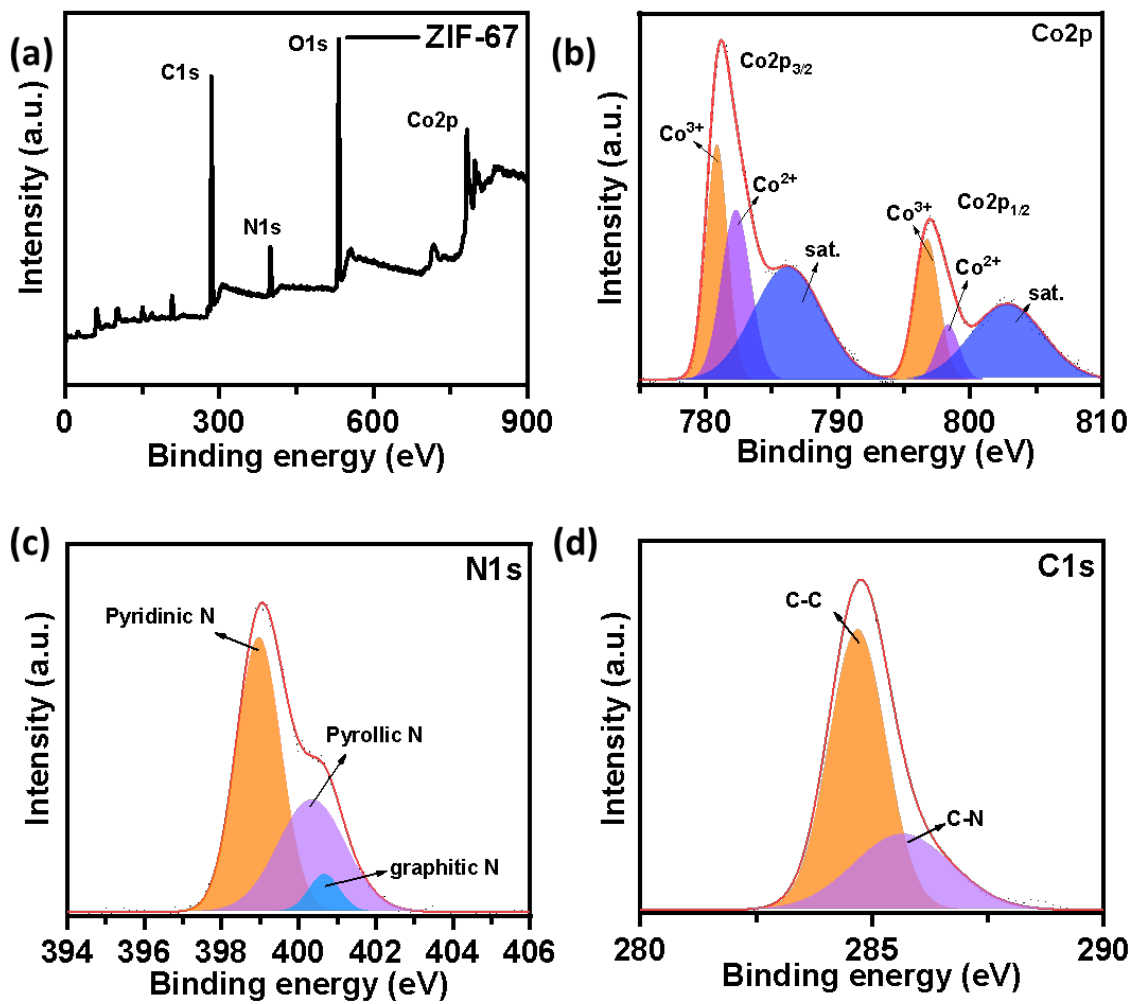 (a)
ZIF-67
O1s
C1s
Co2p
N1s
Intensity (a.u.)
0 300 600 900
Binding energy (eV)
(b)
Co2p
Co2p3/2
Co3+
Co2+
sat.
Co2p1/2
Co3+
Co2+
sat.
Intensity (a.u.)
780 790 800 810
Binding energy (eV)
(c)
N1s
Pyridinic N
Pyrollic N
graphitic N
Intensity (a.u.)
394 396 398 400 402 404 406
Binding energy (eV)
(d)
C1s
C-C
C-N
Intensity (a.u.)
280 285 290
Binding energy (eV)